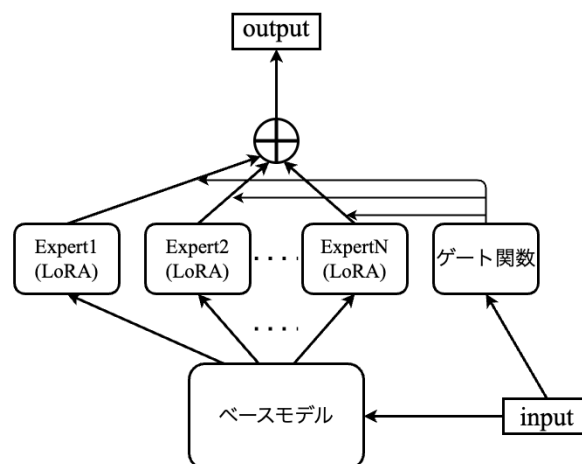 output
Expert1
(LoRA)
Expert2
(LoRA)
....
ExpertN
(LoRA)
ゲート関数
....
ベースモデル
input